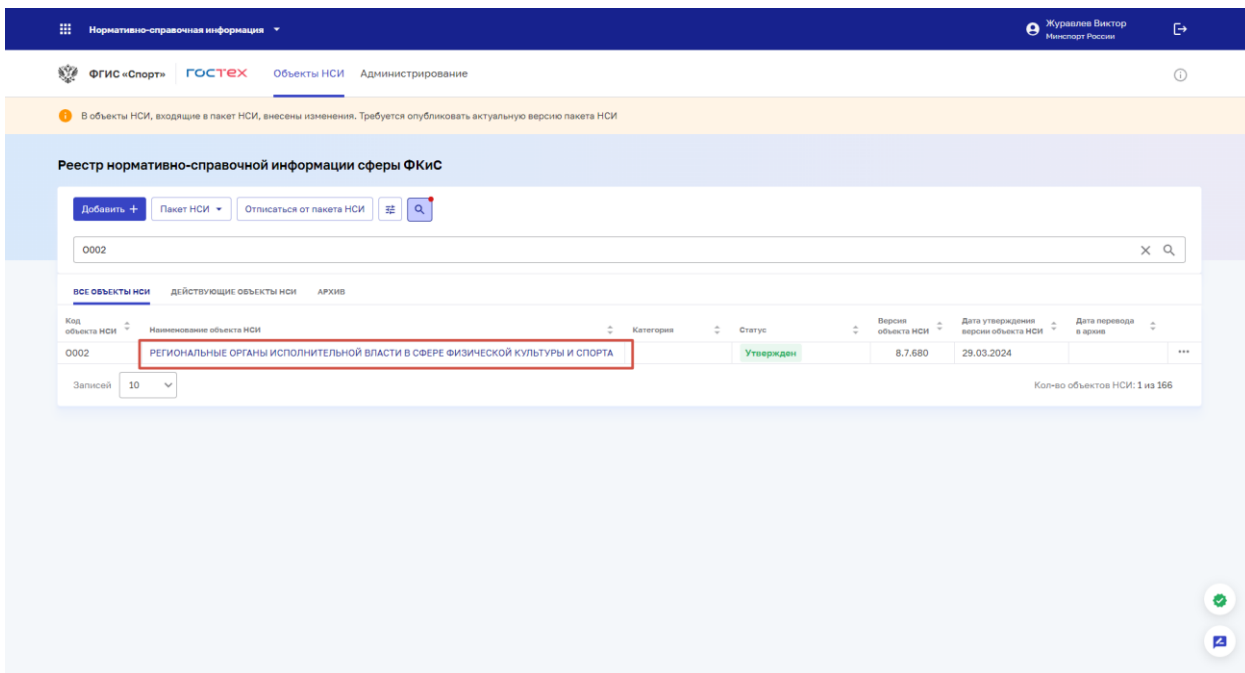 Нормативно-справочная информация
Журавлев Виктор
Минспорт России
ФГИС «Спорт»
ГОСТЕХ
Объекты НСИ
Администрирование
В объекты НСИ, входящие в пакет НСИ, внесены изменения. Требуется опубликовать актуальную версию пакета НСИ
Реестр нормативно-справочной информации сферы ФКиС
Добавить +
Пакет НСИ
Отписаться от пакета НСИ
О002
ВСЕ ОБЪЕКТЫ НСИ
ДЕЙСТВУЮЩИЕ ОБЪЕКТЫ НСИ
АРХИВ
Код
объекта НСИ
Наименование объекта НСИ
Категория
Статус
Версия
объекта НСИ
Дата утверждения
версии объекта НСИ
Дата перевода
в архив
О002
РЕГИОНАЛЬНЫЕ ОРГАНЫ ИСПОЛНИТЕЛЬНОЙ ВЛАСТИ В СФЕРЕ ФИЗИЧЕСКОЙ КУЛЬТУРЫ И СПОРТА
Утвержден
8.7.680
29.03.2024
Записей
10
Кол-во объектов НСИ: 1 из 166